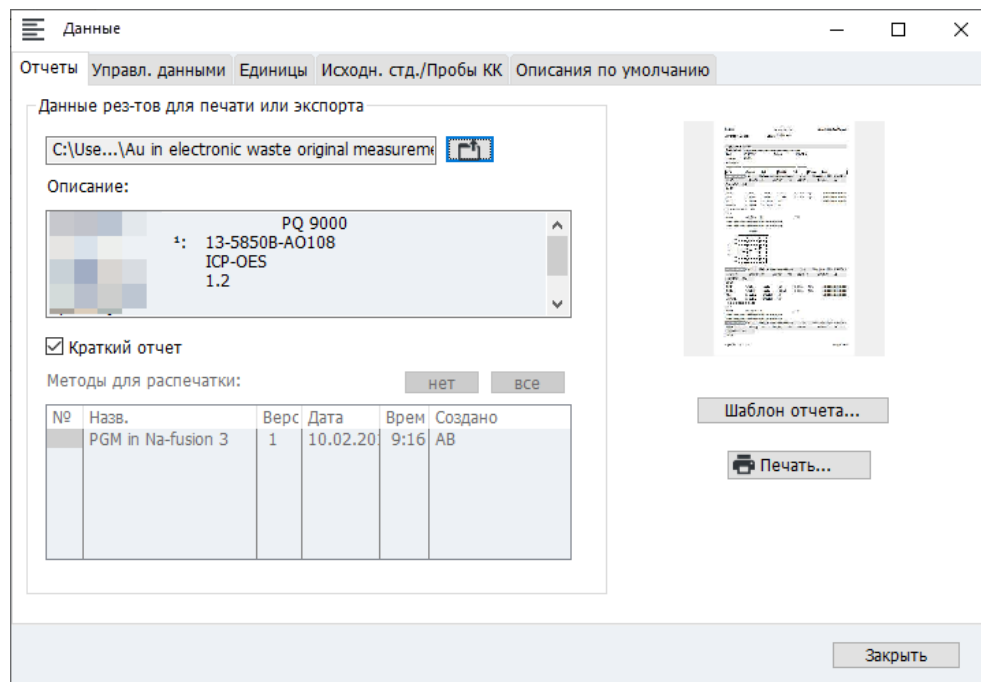 Данные
Отчеты Управл. данными Единицы Исходн. стд./Пробы КК Описания по умолчанию
Данные рез-тов для печати или экспорта
C:\Use...\Au in electronic waste original measureme
Описание:
PQ 9000
¹: 13-5850B-AO108
ICP-OES
1.2
Краткий отчет
Методы для распечатки: нет все
№ Назв. Верс Дата Врем Создано
PGM in Na-fusion 3 1 10.02.20 9:16 AB
Шаблон отчета...
Печать...
Закрыть